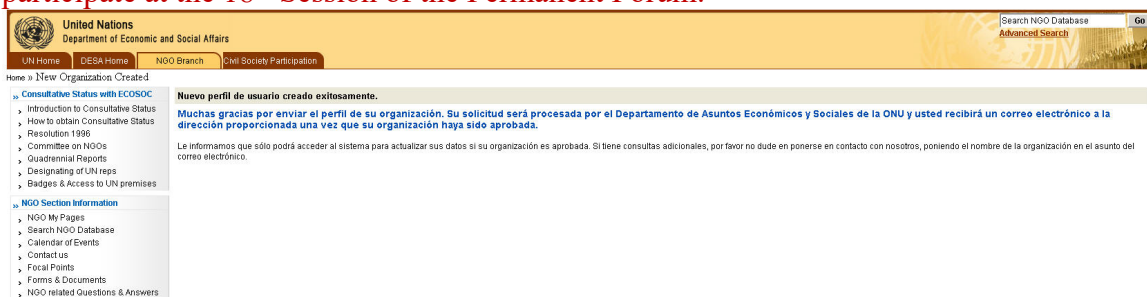 participate at the 18th Session of the Permanent Forum.
United Nations
Department of Economic and Social Affairs
Search NGO Database Go
Advanced Search
UN Home DESA Home NGO Branch Civil Society Participation
Home » New Organization Created
» Consultative Status with ECOSOC
Introduction to Consultative Status
How to obtain Consultative Status
Resolution 1996
Committee on NGOs
Quadrennial Reports
Designating of UN reps
Badges & Access to UN premises
» NGO Section Information
NGO My Pages
Search NGO Database
Calendar of Events
Contact us
Focal Points
Forms & Documents
NGO related Questions & Answers
Nuevo perfil de usuario creado exitosamente.
Muchas gracias por enviar el perfil de su organización. Su solicitud será procesada por el Departamento de Asuntos Económicos y Sociales de la ONU y usted recibirá un correo electrónico a la
dirección proporcionada una vez que su organización haya sido aprobada.
Le informamos que sólo podrá acceder al sistema para actualizar sus datos si su organización es aprobada. Si tiene consultas adicionales, por favor no dude en ponerse en contacto con nosotros, poniendo el nombre de la organización en el asunto del
correo electrónico.